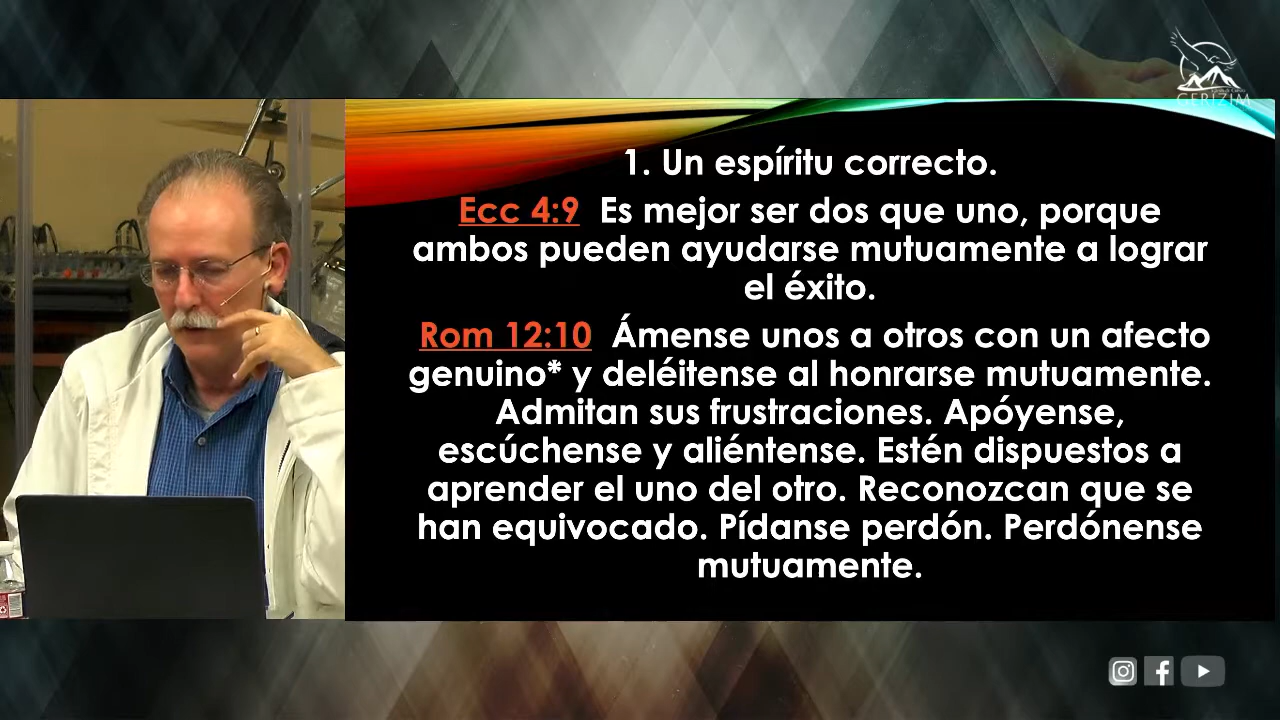 GERIZIM
1. Un espíritu correcto.
Ecc 4:9 Es mejor ser dos que uno, porque
ambos pueden ayudarse mutuamente a lograr
el éxito.
Rom 12:10 Ámense unos a otros con un afecto
genuino* y deléitense al honrarse mutuamente.
Admitan sus frustraciones. Apóyense,
escúchense y aliéntense. Estén dispuestos a
aprender el uno del otro. Reconozcan que se
han equivocado. Pídanse perdón. Perdónense
mutuamente.